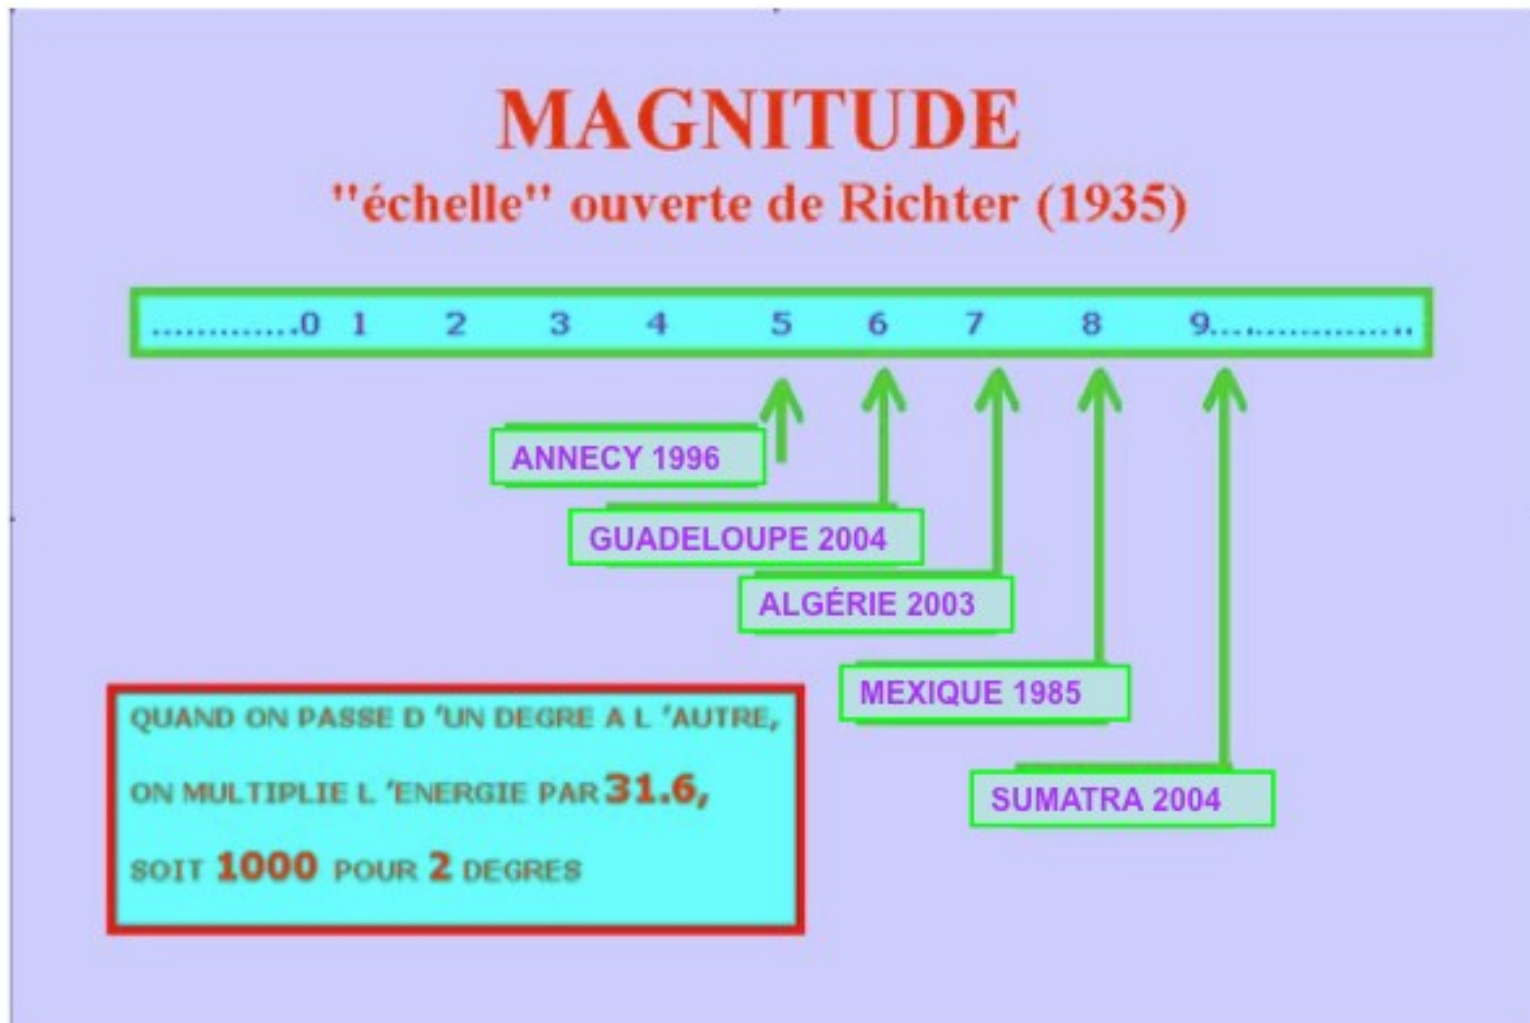 MAGNITUDE
"échelle" ouverte de Richter (1935)
.............0 1 2 3 4 5 6 7 8 9..................
ANNECY 1996
GUADELOUPE 2004
ALGÉRIE 2003
MEXIQUE 1985
SUMATRA 2004
QUAND ON PASSE D 'UN DEGRE A L 'AUTRE,
ON MULTIPLIE L 'ENERGIE PAR 31.6,
SOIT 1000 POUR 2 DEGRES